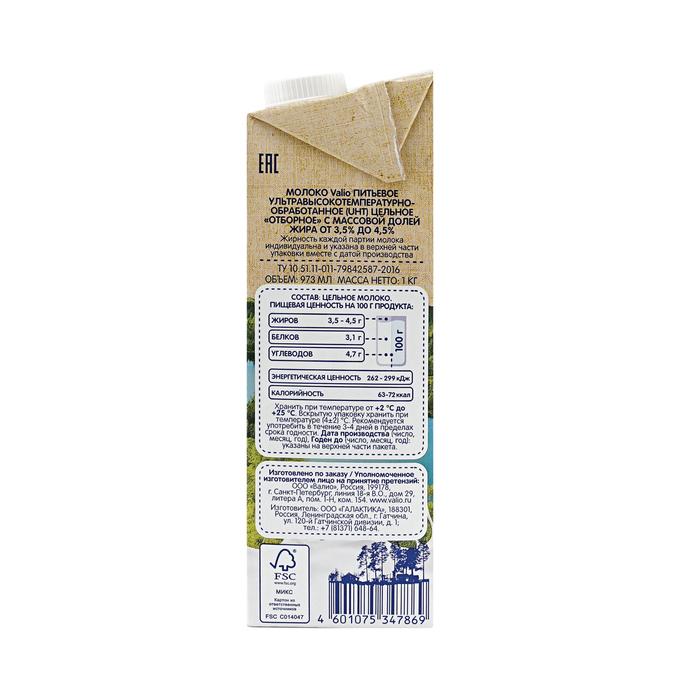 EAC
МОЛОКО Valio ПИТЬЕВОЕ
УЛЬТРАВЫСОКОТЕМПЕРАТУРНО-
ОБРАБОТАННОЕ (UHT) ЦЕЛЬНОЕ
«ОТБОРНОЕ» С МАССОВОЙ ДОЛЕЙ
ЖИРА ОТ 3,5% ДО 4,5%
Жирность каждой партии молока
индивидуальна и указана в верхней части
упаковки вместе с датой производства
ТУ 10.51.11-011-79842587-2016
ОБЪЕМ: 973 МЛ МАССА НЕТТО: 1 КГ
СОСТАВ: ЦЕЛЬНОЕ МОЛОКО.
ПИЩЕВАЯ ЦЕННОСТЬ НА 100 Г ПРОДУКТА:
ЖИРОВ 3,5 - 4,5 г
БЕЛКОВ 3,1 г
УГЛЕВОДОВ 4,7 г
100 г
ЭНЕРГЕТИЧЕСКАЯ ЦЕННОСТЬ 262 - 299 кДж
КАЛОРИЙНОСТЬ 63-72 ккал
Хранить при температуре от +2 °С до
+25 °С. Вскрытую упаковку хранить при
температуре (4±2) °С. Рекомендуется
употребить в течение 3-4 дней в пределах
срока годности. Дата производства (число,
месяц, год), Годен до (число, месяц, год):
указаны на верхней части пакета.
Изготовлено по заказу / Уполномоченное
изготовителем лицо на принятие претензий:
ООО «Валио», Россия, 199178,
г. Санкт-Петербург, линия 18-я В.О., дом 29,
литера А, пом. 1-Н, ком. 154. www.valio.ru
Изготовитель: ООО «ГАЛАКТИКА», 188301,
Россия, Ленинградская обл., г. Гатчина,
ул. 120-й Гатчинской дивизии, д. 1;
тел.: +7 (81371) 648-64.
FSC
www.fsc.org
МИКС
Картон из
ответственных
источников
FSC C014047
4 601075 347869